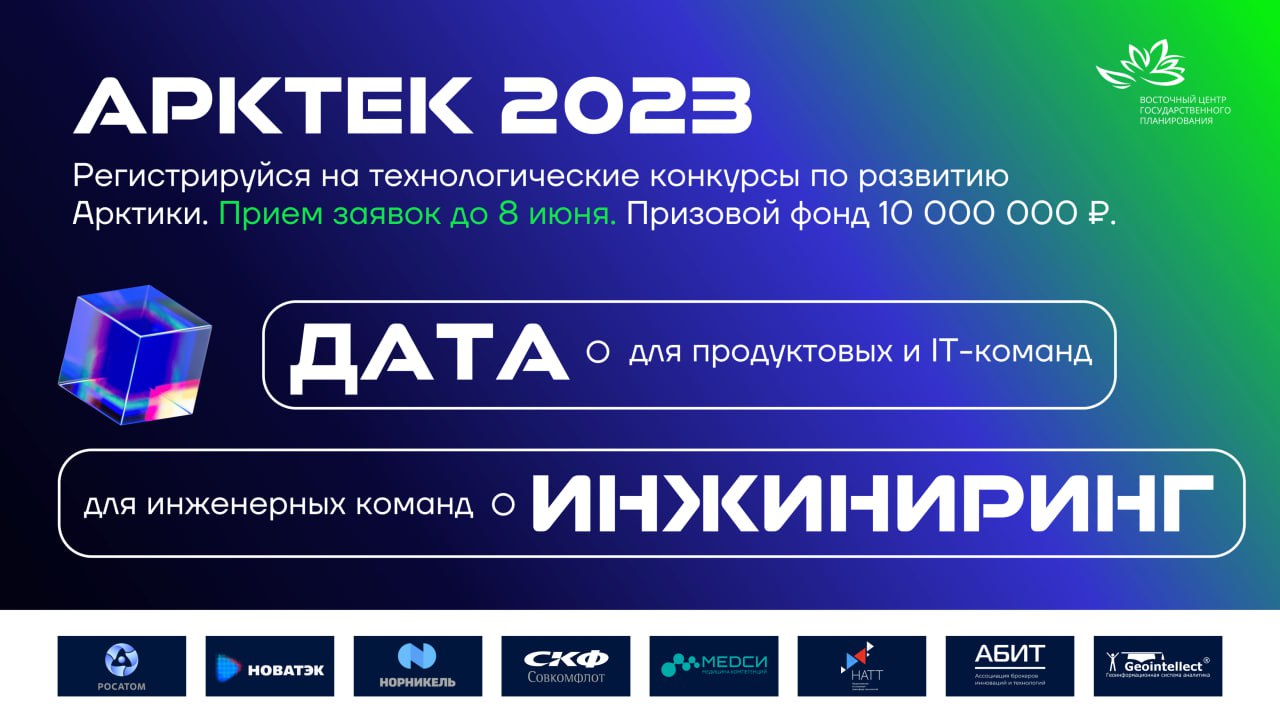 АРКТЕК 2023
ВОСТОЧНЫЙ ЦЕНТР
ГОСУДАРСТВЕННОГО
ПЛАНИРОВАНИЯ
Регистрируйся на технологические конкурсы по развитию
Арктики. Прием заявок до 8 июня. Призовой фонд 10 000 000 ₽.
ДАТА для продуктовых и IT-команд
для инженерных команд ИНЖИНИРИНГ
РОСАТОМ
НОВАТЭК
НОРНИКЕЛЬ
СКФ
Совкомфлот
МЕДСИ
МЕДИЦИНА КОМПЕТЕНЦИЙ
НАТТ
АБИТ
Ассоциация брокеров
инноваций и технологий
Geointellect®
Геоинформационная система аналитика